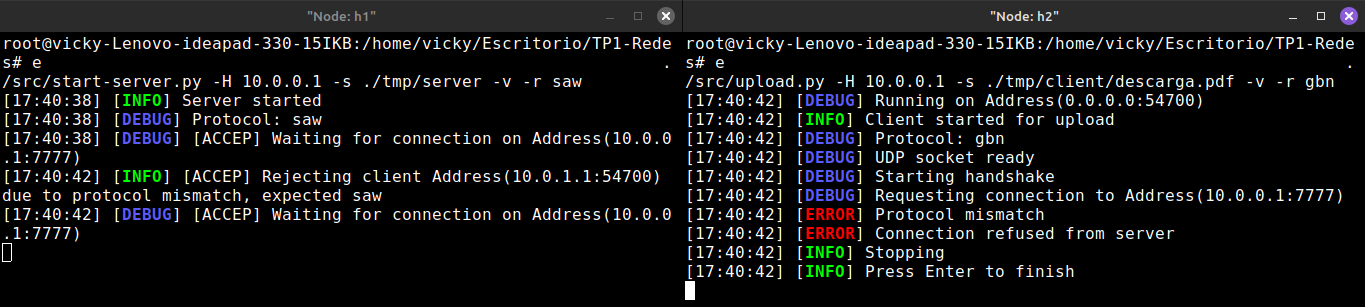 "Node: h1"
root@vicky-Lenovo-ideapad-330-15IKB:/home/vicky/Escritorio/TP1-Rede
s# e .
/src/start-server.py -H 10.0.0.1 -s ./tmp/server -v -r saw
[17:40:38] [INFO] Server started
[17:40:38] [DEBUG] Protocol: saw
[17:40:38] [DEBUG] [ACCEP] Waiting for connection on Address(10.0.0
.1:7777)
[17:40:42] [INFO] [ACCEP] Rejecting client Address(10.0.1.1:54700)
due to protocol mismatch, expected saw
[17:40:42] [DEBUG] [ACCEP] Waiting for connection on Address(10.0.0
.1:7777)
"Node: h2"
root@vicky-Lenovo-ideapad-330-15IKB:/home/vicky/Escritorio/TP1-Rede
s# e .
/src/upload.py -H 10.0.0.1 -s ./tmp/client/descarga.pdf -v -r gbn
[17:40:42] [DEBUG] Running on Address(0.0.0.0:54700)
[17:40:42] [INFO] Client started for upload
[17:40:42] [DEBUG] Protocol: gbn
[17:40:42] [DEBUG] UDP socket ready
[17:40:42] [DEBUG] Starting handshake
[17:40:42] [DEBUG] Requesting connection to Address(10.0.0.1:7777)
[17:40:42] [ERROR] Protocol mismatch
[17:40:42] [ERROR] Connection refused from server
[17:40:42] [INFO] Stopping
[17:40:42] [INFO] Press Enter to finish